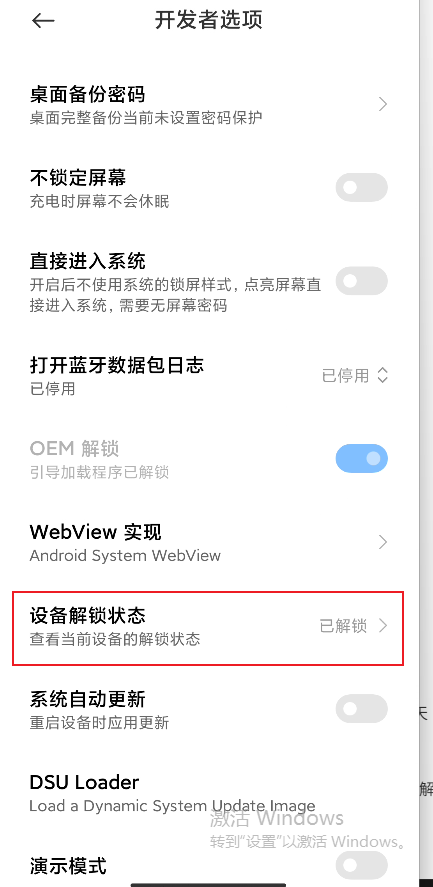 开发者选项
桌面备份密码
桌面完整备份当前未设置密码保护
不锁定屏幕
充电时屏幕不会休眠
直接进入系统
开启后不使用系统的锁屏样式，点亮屏幕直
接进入系统，需要无屏幕密码
打开蓝牙数据包日志
已停用
已停用
OEM 解锁
引导加载程序已解锁
WebView 实现
Android System WebView
设备解锁状态
查看当前设备的解锁状态
已解锁
系统自动更新
重启设备时应用更新
天
DSU Loader
Load a Dynamic System Update Image
解
激活 Windows
转到“设置”以激活 Windows。
演示模式